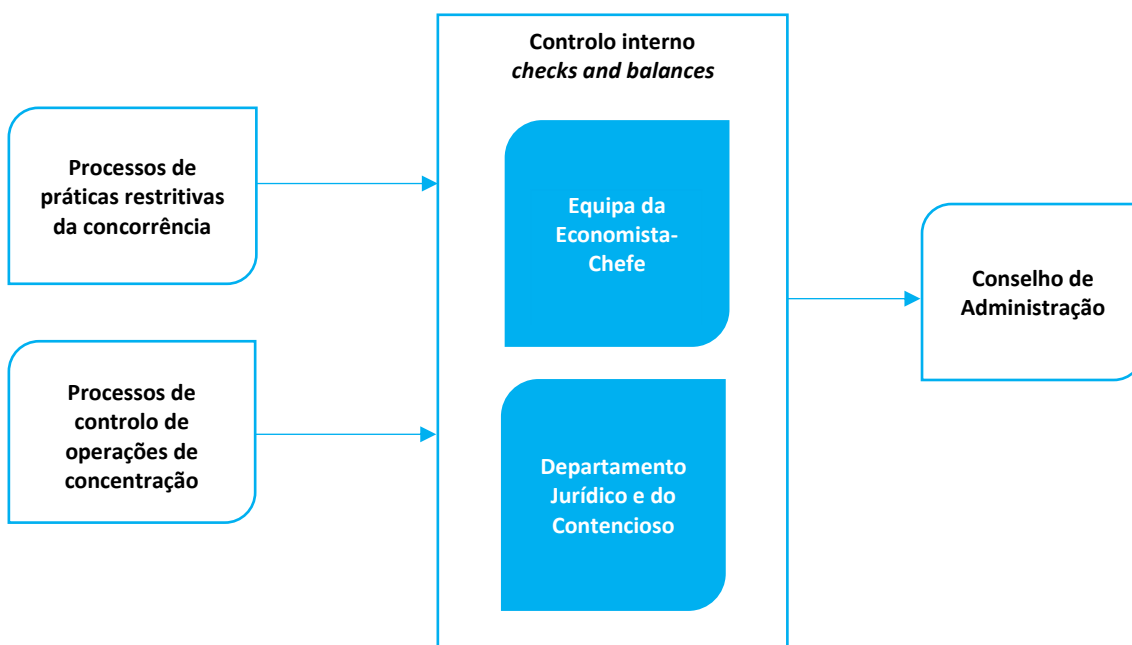 Controlo interno
checks and balances
Processos de
práticas restritivas
da concorrência
Equipa da
Economista-
Chefe
Conselho de
Administração
Processos de
controlo de
operações de
concentração
Departamento
Jurídico e do
Contencioso